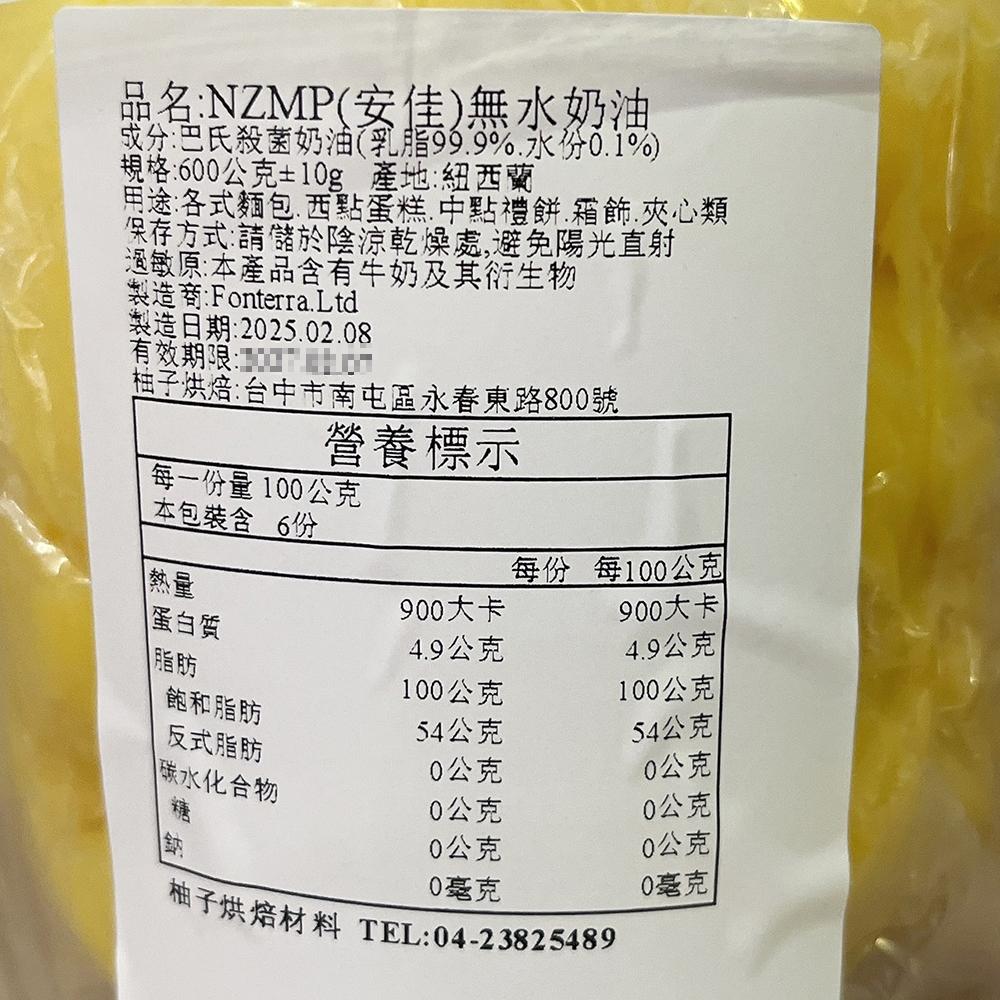 品名:NZMP(安佳)無水奶油
成分:巴氏殺菌奶油(乳脂99.9%.水份0.1%)
規格:600公克±10g 產地:紐西蘭
用途:各式麵包.西點蛋糕.中點禮餅.霜飾.夾心類
保存方式:請儲於陰涼乾燥處,避免陽光直射
過敏原:本產品含有牛奶及其衍生物
製造商:Fonterra.Ltd
製造日期:2025.02.08
有效期限:
柚子烘焙:台中市南屯區永春東路800號
營養標示
每一份量 100公克
本包裝含 6份
每份 每100公克
熱量 900大卡 900大卡
蛋白質 4.9公克 4.9公克
脂肪 100公克 100公克
飽和脂肪 54公克 54公克
反式脂肪 0公克 0公克
碳水化合物 0公克 0公克
糖 0公克 0公克
鈉 0毫克 0毫克
柚子烘焙材料 TEL:04-23825489